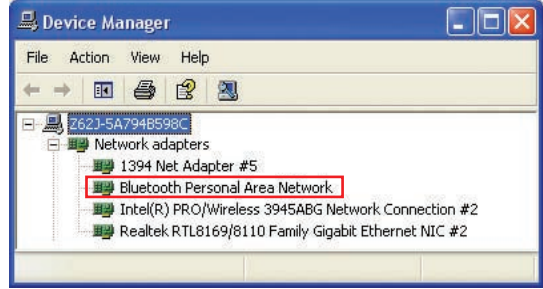 Device Manager
File Action View Help
Z62J-5A794B598C
Network adapters
1394 Net Adapter #5
Bluetooth Personal Area Network
Intel(R) PRO/Wireless 3945ABG Network Connection #2
Realtek RTL8169/8110 Family Gigabit Ethernet NIC #2